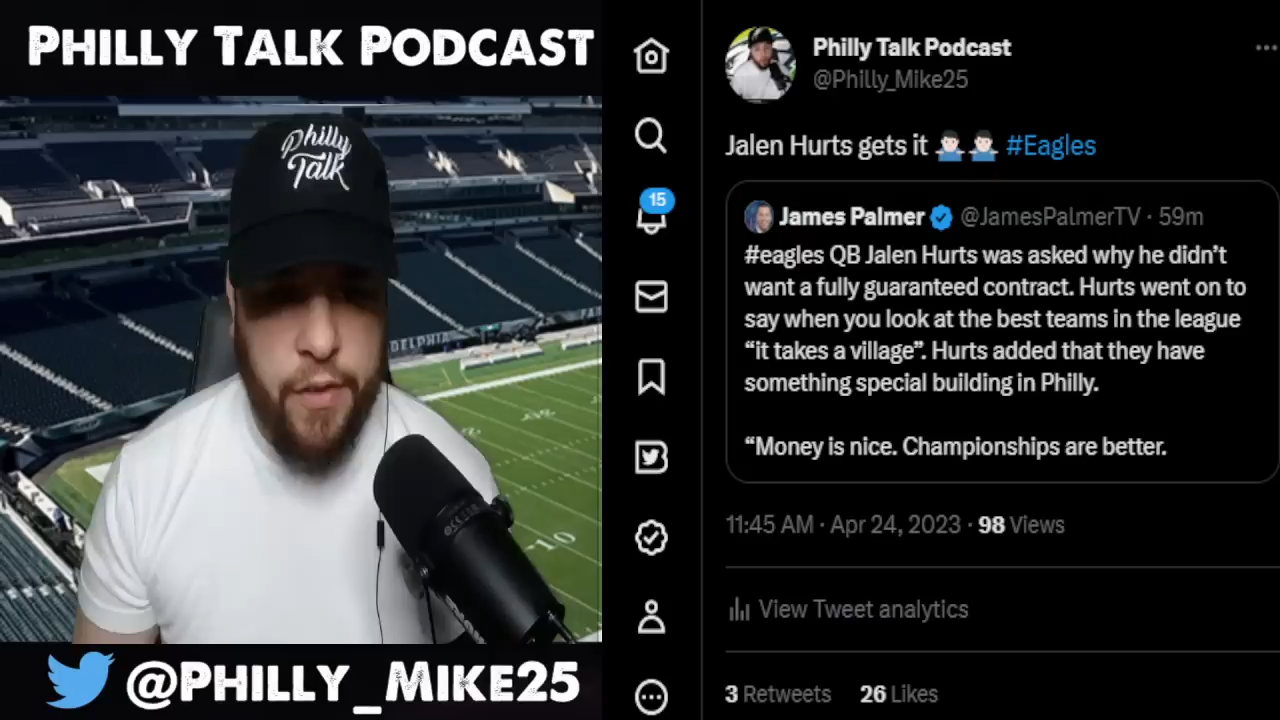 PHILLY TALK PODCAST
Philly
Talk
DELPHIA
10
@PHILLY_MIKE25
15
Philly Talk Podcast
@Philly_Mike25
Jalen Hurts gets it 🤷🏻‍♂️🤷🏻‍♂️ #Eagles
James Palmer @JamesPalmerTV · 59m
#eagles QB Jalen Hurts was asked why he didn’t
want a fully guaranteed contract. Hurts went on to
say when you look at the best teams in the league
“it takes a village”. Hurts added that they have
something special building in Philly.
“Money is nice. Championships are better.
11:45 AM · Apr 24, 2023 · 98 Views
View Tweet analytics
3 Retweets 26 Likes